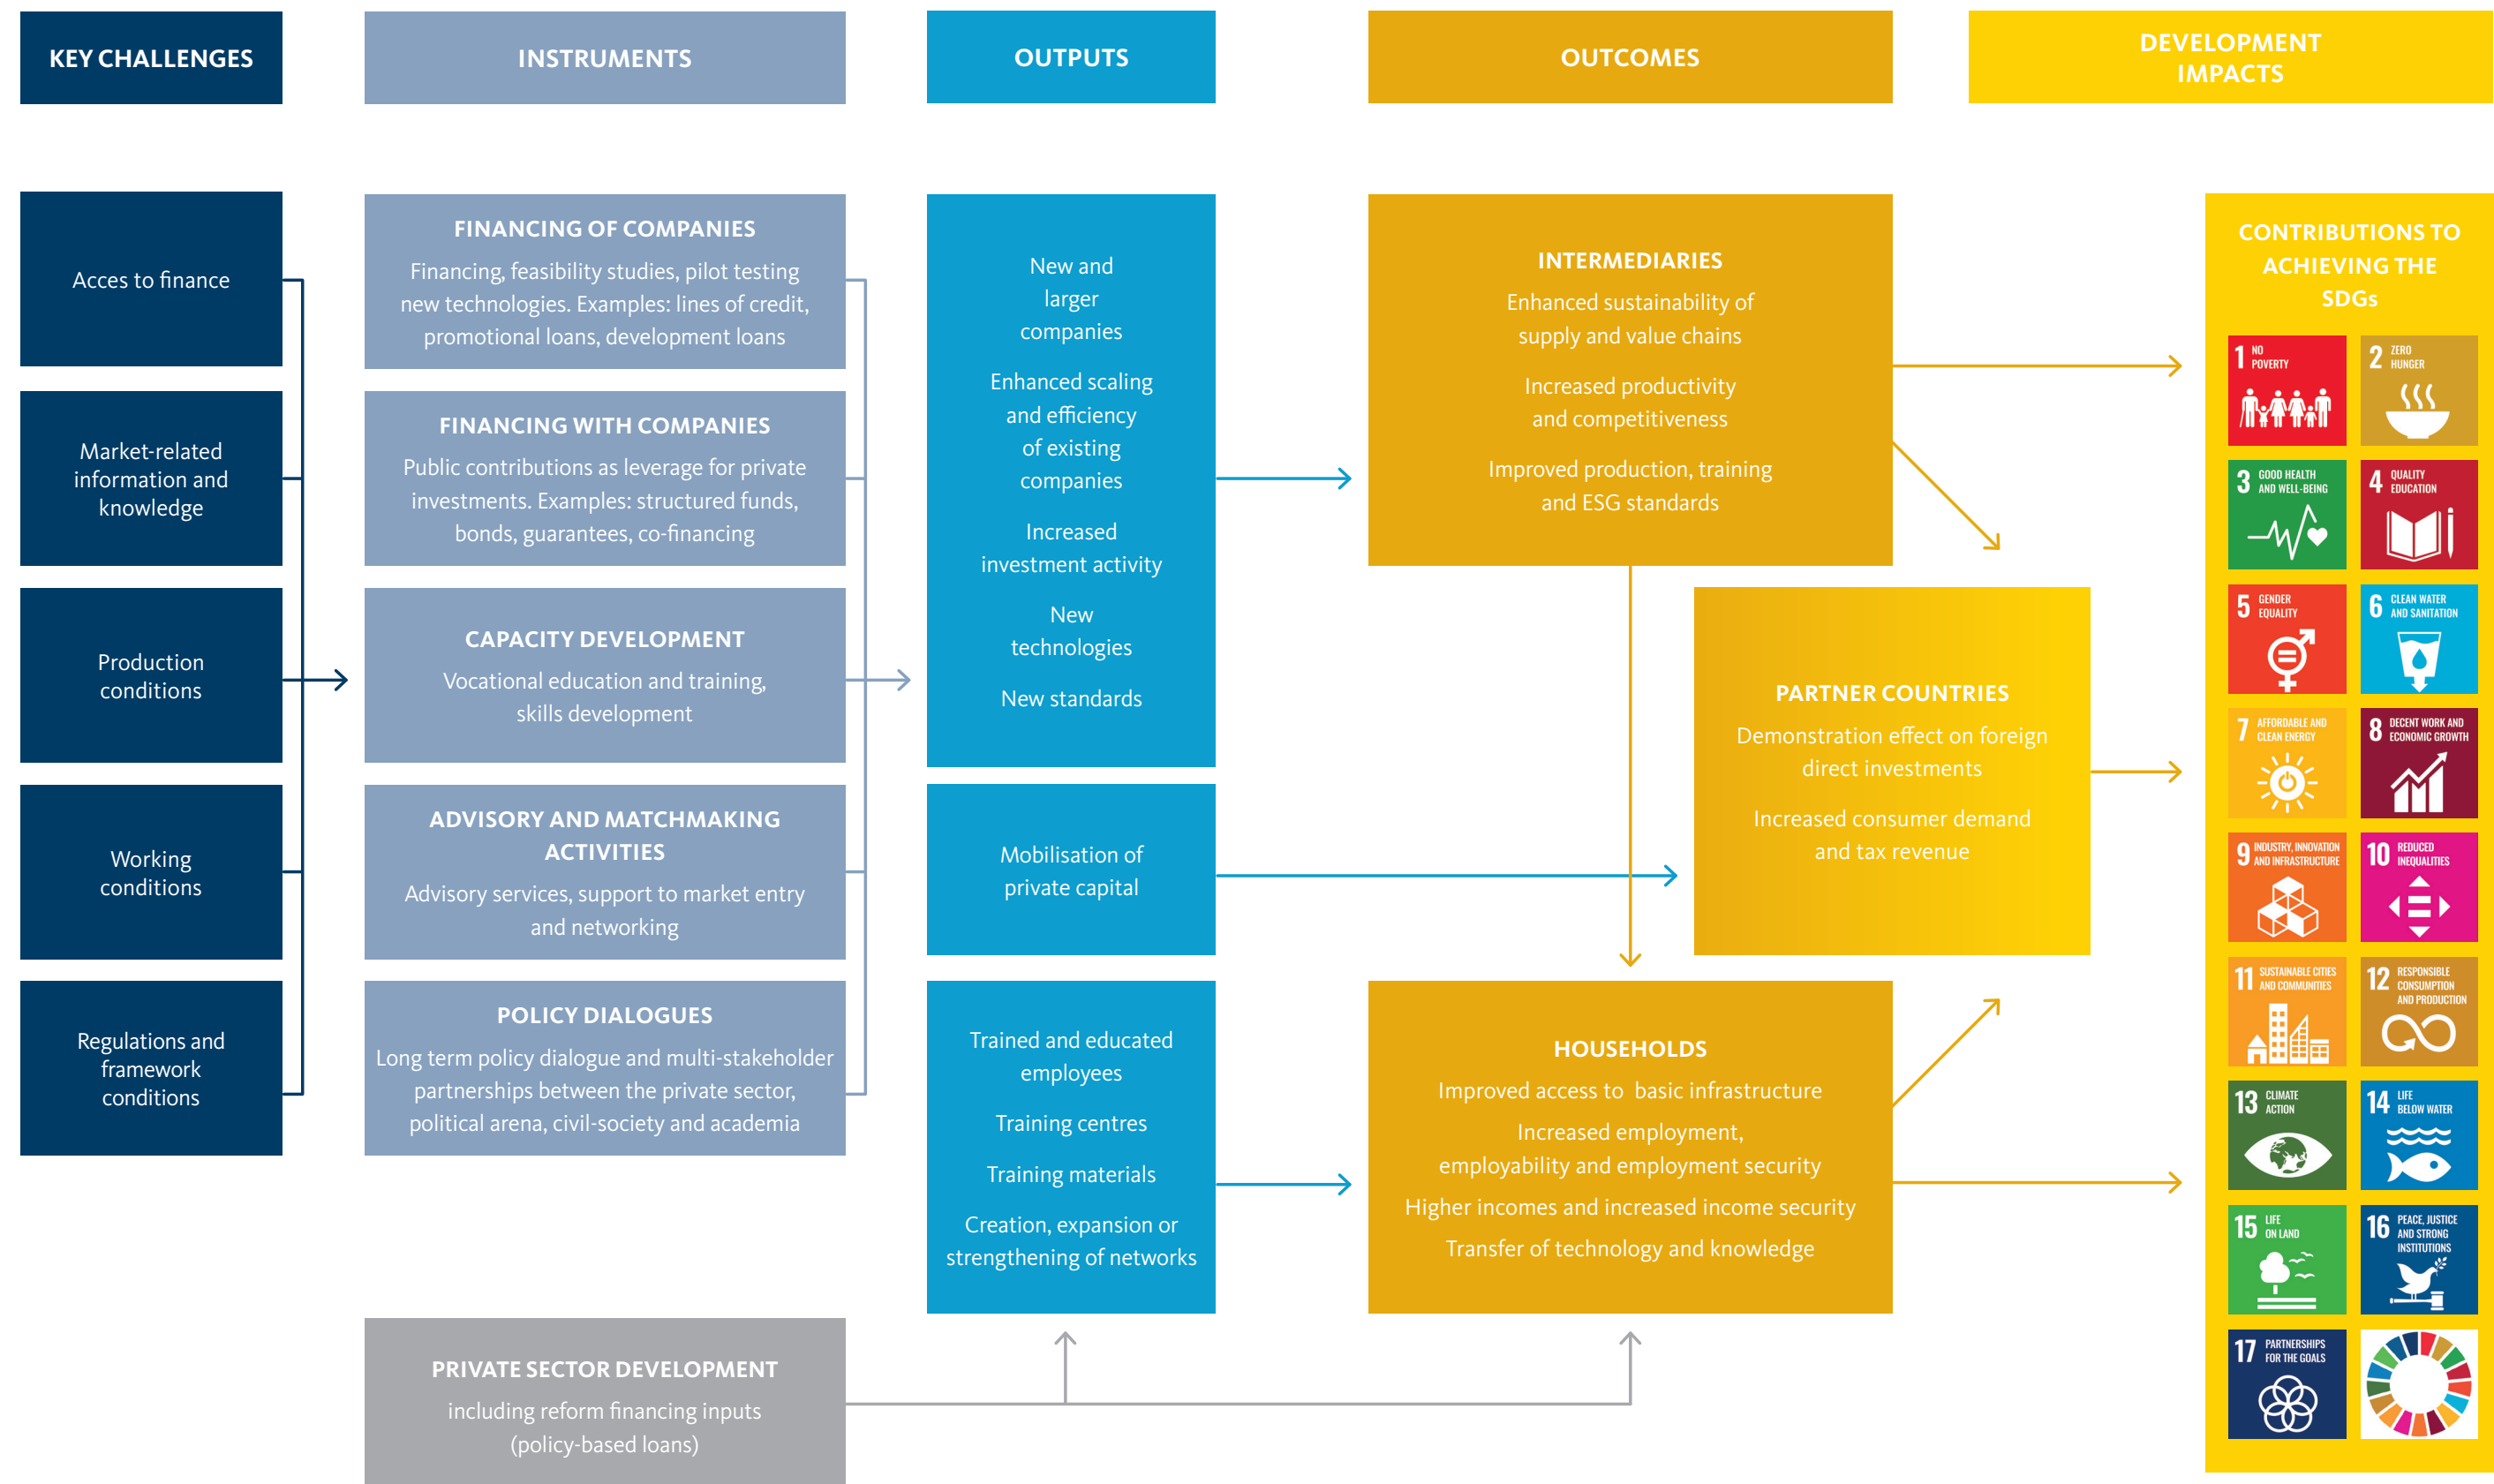 KEY CHALLENGES
INSTRUMENTS
OUTPUTS
OUTCOMES
DEVELOPMENT
IMPACTS
Acces to finance
Market-related
information and
knowledge
Production
conditions
Working
conditions
Regulations and
framework
conditions
FINANCING OF COMPANIES
Financing, feasibility studies, pilot testing
new technologies. Examples: lines of credit,
promotional loans, development loans
FINANCING WITH COMPANIES
Public contributions as leverage for private
investments. Examples: structured funds,
bonds, guarantees, co-financing
CAPACITY DEVELOPMENT
Vocational education and training,
skills development
ADVISORY AND MATCHMAKING
ACTIVITIES
Advisory services, support to market entry
and networking
POLICY DIALOGUES
Long term policy dialogue and multi-stakeholder
partnerships between the private sector,
political arena, civil-society and academia
PRIVATE SECTOR DEVELOPMENT
including reform financing inputs
(policy-based loans)
New and
larger
companies
Enhanced scaling
and efficiency
of existing
companies
Increased
investment activity
New
technologies
New standards
Mobilisation of
private capital
Trained and educated
employees
Training centres
Training materials
Creation, expansion or
strengthening of networks
INTERMEDIARIES
Enhanced sustainability of
supply and value chains
Increased productivity
and competitiveness
Improved production, training
and ESG standards
PARTNER COUNTRIES
Demonstration effect on foreign
direct investments
Increased consumer demand
and tax revenue
HOUSEHOLDS
Improved access to basic infrastructure
Increased employment,
employability and employment security
Higher incomes and increased income security
Transfer of technology and knowledge
CONTRIBUTIONS TO
ACHIEVING THE
SDGs
1 NO
POVERTY
2 ZERO
HUNGER
3 GOOD HEALTH
AND WELL-BEING
4 QUALITY
EDUCATION
5 GENDER
EQUALITY
6 CLEAN WATER
AND SANITATION
7 AFFORDABLE AND
CLEAN ENERGY
8 DECENT WORK AND
ECONOMIC GROWTH
9 INDUSTRY, INNOVATION
AND INFRASTRUCTURE
10 REDUCED
INEQUALITIES
11 SUSTAINABLE CITIES
AND COMMUNITIES
12 RESPONSIBLE
CONSUMPTION
AND PRODUCTION
13 CLIMATE
ACTION
14 LIFE
BELOW WATER
15 LIFE
ON LAND
16 PEACE, JUSTICE
AND STRONG
INSTITUTIONS
17 PARTNERSHIPS
FOR THE GOALS